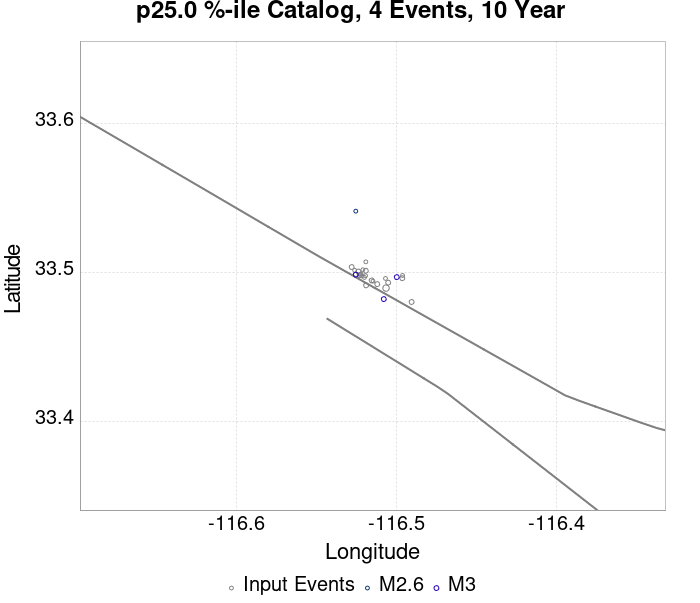 p25.0 %-ile Catalog, 4 Events, 10 Year
33.6
33.5
33.4
Latitude
-116.6 -116.5 -116.4
Longitude
Input Events M2.6 M3